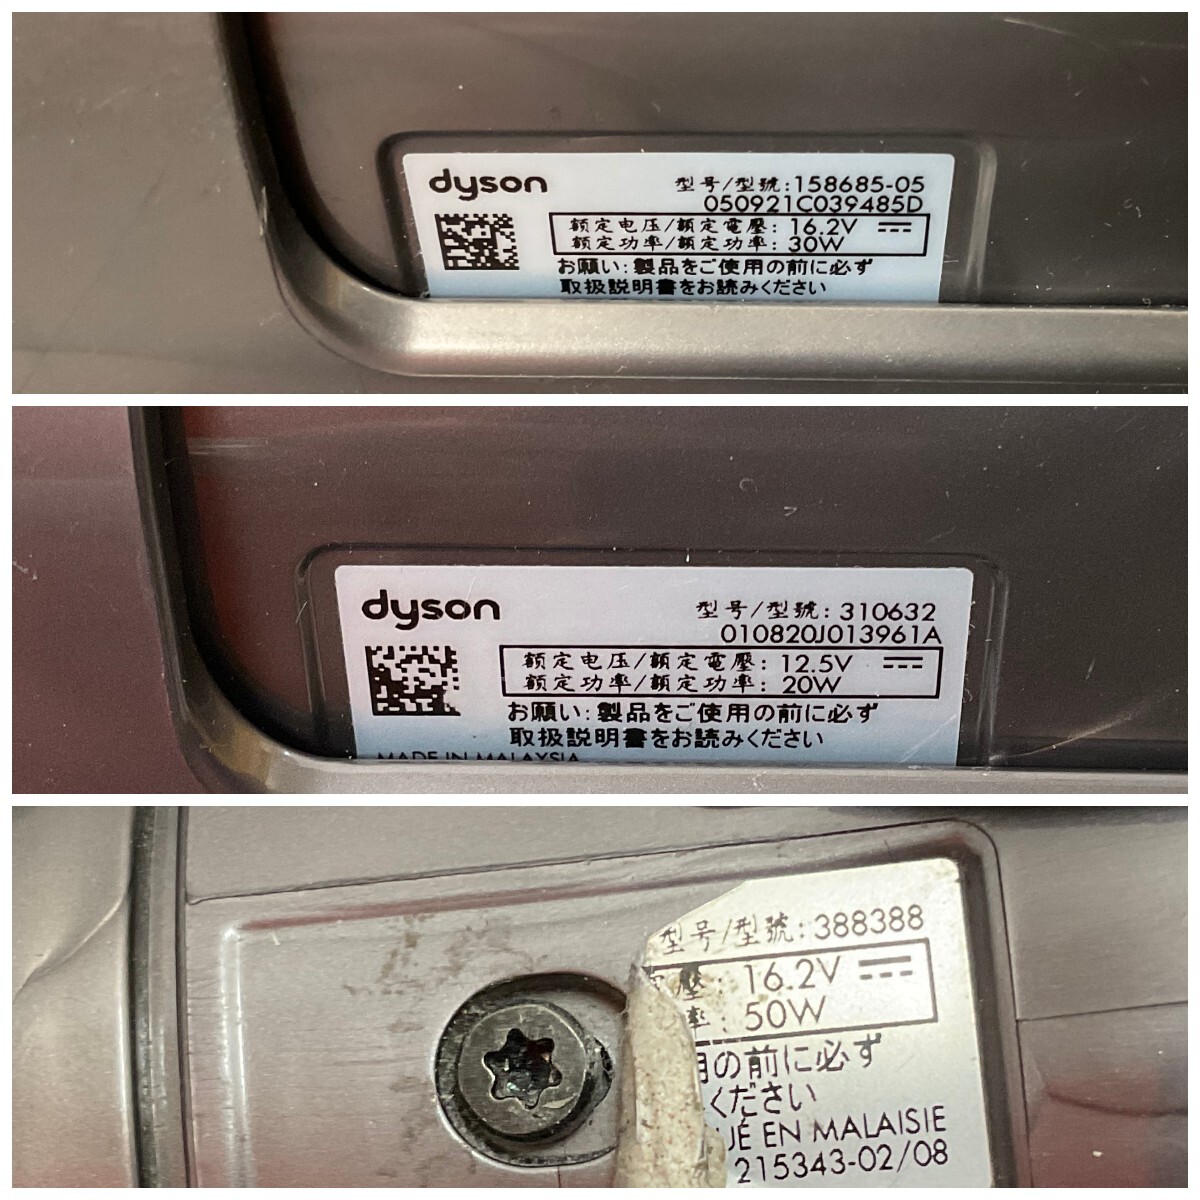 dyson
型号/型號:158685-05
050921C039485D
额定电压/額定電壓: 16.2V
额定功率/額定功率: 30W
お願い:製品をご使用の前に必ず
取扱説明書をお読みください
dyson
型号/型號: 310632
010820J013961A
额定电压/額定電壓: 12.5V
额定功率/額定功率: 20W
お願い:製品をご使用の前に必ず
取扱説明書をお読みください
MADE IN MALAYSIA
型号/型號:388388
壓: 16.2V
率: 50W
の前に必ず
ください
UÉ EN MALAISIE
215343-02/08